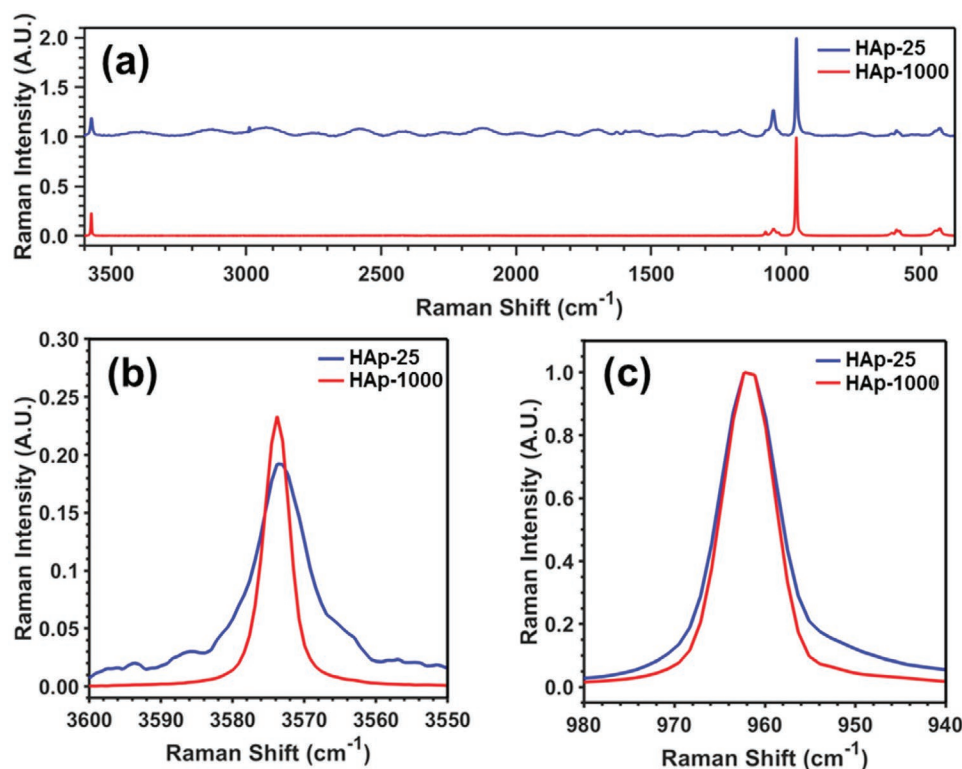 (a)
HAp-25
HAp-1000
Raman Intensity (A.U.)
2.0
1.5
1.0
0.5
0.0
3500 3000 2500 2000 1500 1000 500
Raman Shift (cm⁻¹)
(b)
HAp-25
HAp-1000
Raman Intensity (A.U.)
0.30
0.25
0.20
0.15
0.10
0.05
0.00
3600 3590 3580 3570 3560 3550
Raman Shift (cm⁻¹)
(c)
HAp-25
HAp-1000
Raman Intensity (A.U.)
1.0
0.8
0.6
0.4
0.2
0.0
980 970 960 950 940
Raman Shift (cm⁻¹)